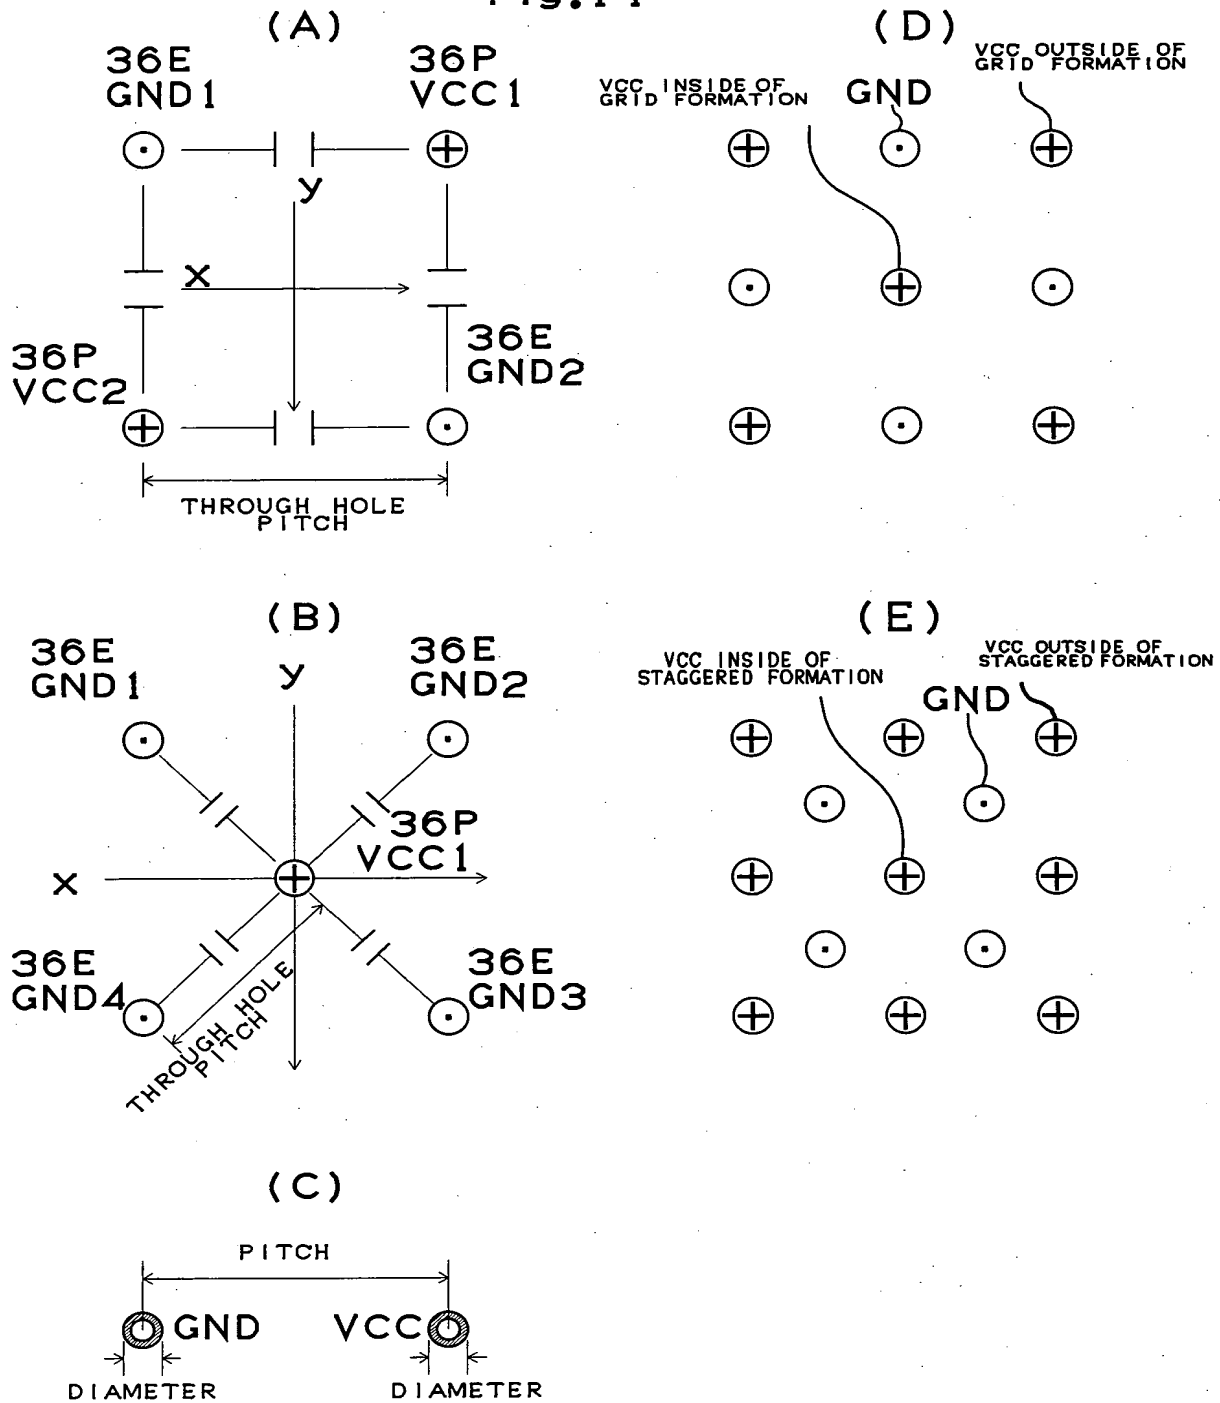 (A)
36E
GND1
36P
VCC1
y
x
36P
VCC2
36E
GND2
THROUGH HOLE
PITCH
(D)
VCC INSIDE OF
GRID FORMATION
GND
VCC OUTSIDE OF
GRID FORMATION
(B)
36E
GND1
y
36E
GND2
36P
VCC1
x
36E
GND4
36E
GND3
THROUGH HOLE
PITCH
(E)
VCC INSIDE OF
STAGGERED FORMATION
GND
VCC OUTSIDE OF
STAGGERED FORMATION
(C)
PITCH
GND
VCC
DIAMETER
DIAMETER